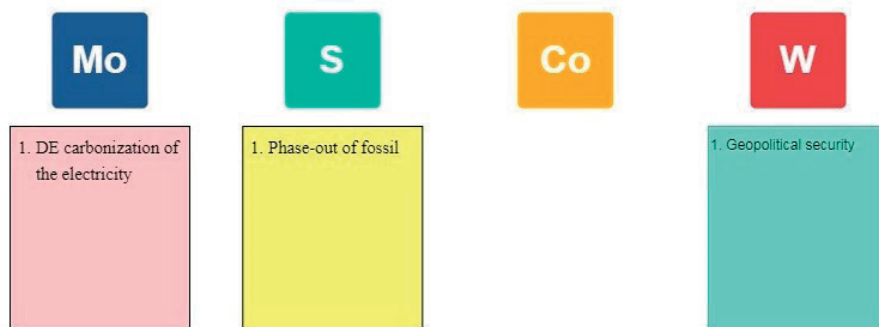 Mo
S
Co
W
1. DE carbonization of
the electricity
1. Phase-out of fossil
1. Geopolitical security